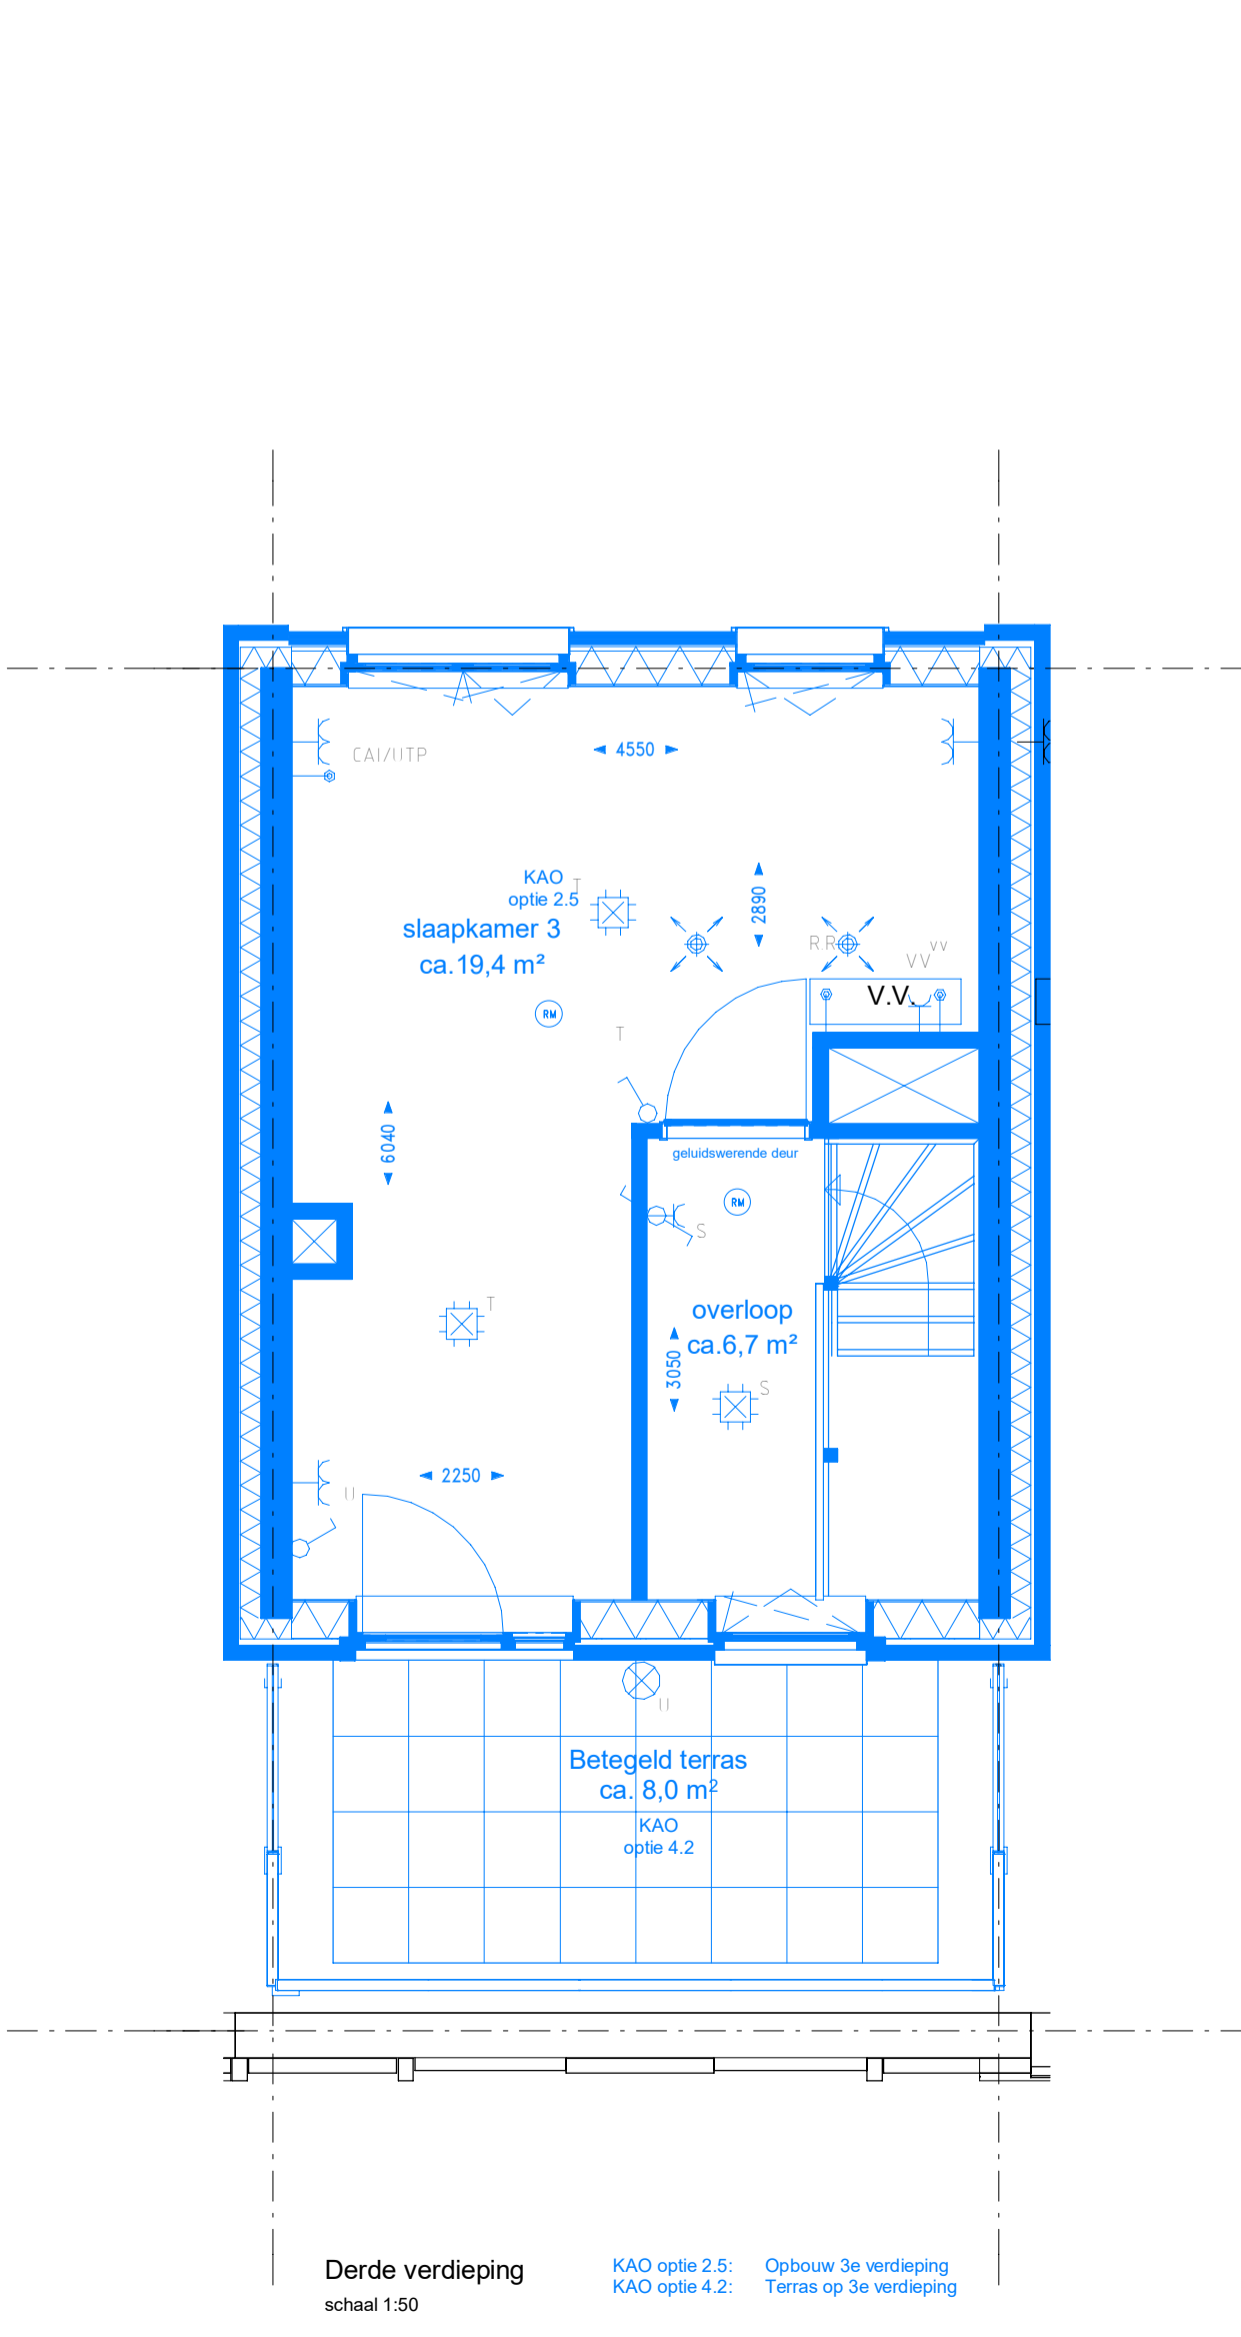 CAI/UTP
4550
KAO
T
optie 2.5
slaapkamer 3
ca.19,4 m²
2890
R.R
vv
VV
V.V.
RM
T
6040
geluidswerende deur
RM
S
T
overloop
ca.6,7 m²
3050
S
2250
U
U
Betegeld terras
ca. 8,0 m²
KAO
optie 4.2
Derde verdieping
schaal 1:50
KAO optie 2.5: Opbouw 3e verdieping
KAO optie 4.2: Terras op 3e verdieping